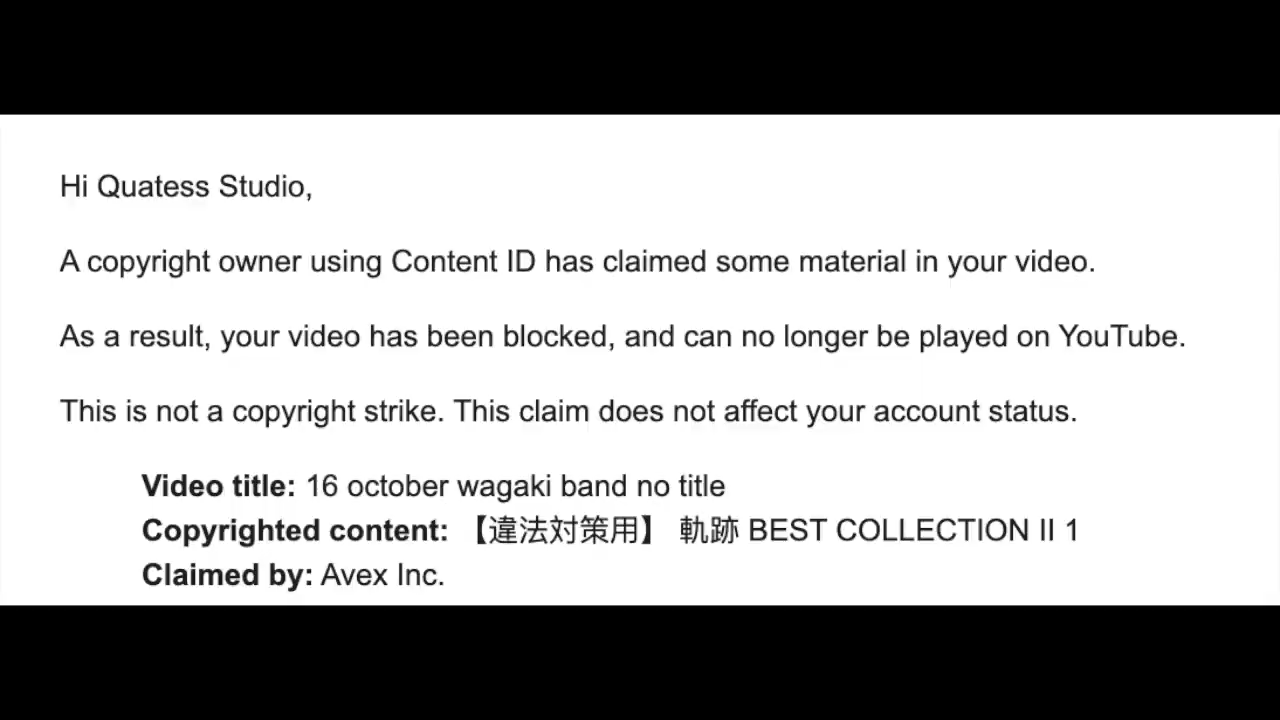 Hi Quatess Studio,
A copyright owner using Content ID has claimed some material in your video.
As a result, your video has been blocked, and can no longer be played on YouTube.
This is not a copyright strike. This claim does not affect your account status.
Video title: 16 october wagaki band no title
Copyrighted content: 【違法対策用】 軌跡 BEST COLLECTION II 1
Claimed by: Avex Inc.